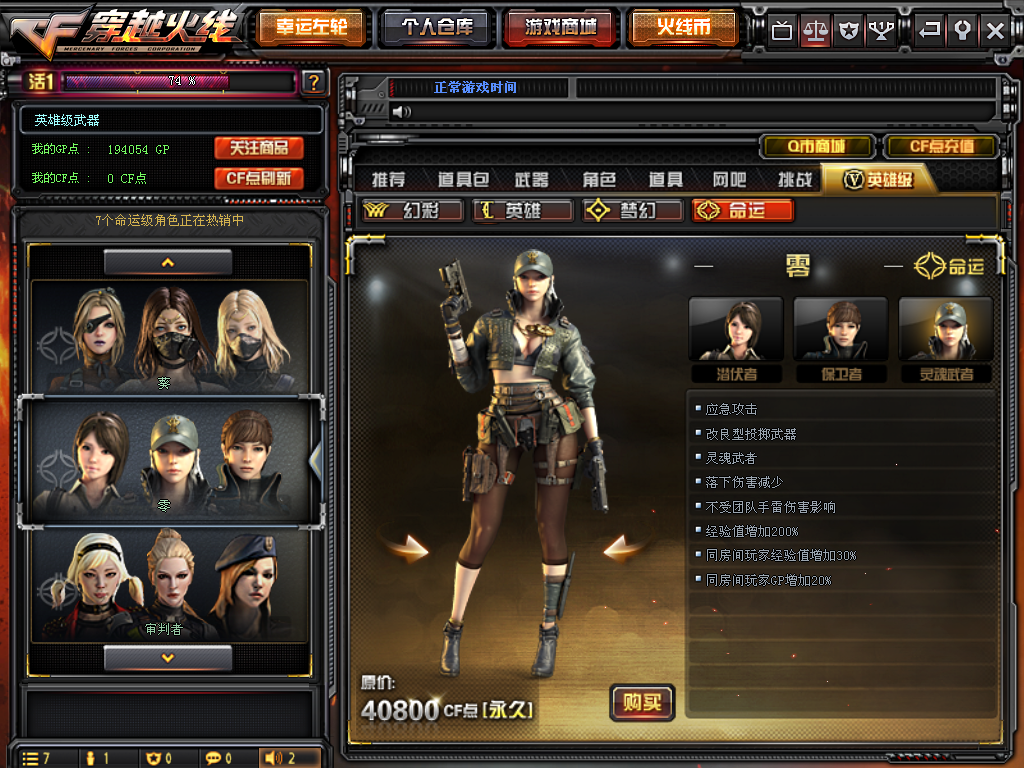 穿越火线
MERCENARY FORCES CORPORATION
幸运左轮
个人仓库
游戏商城
火线币
活1
74 %
?
正常游戏时间
英雄级武器
我的GP点 : 194054 GP
关注商品
我的CF点 : 0 CF点
CF点刷新
Q币商城
CF点充值
推荐
道具包
武器
角色
道具
网吧
挑战
V英雄级
幻彩
英雄
梦幻
命运
7个命运级角色正在热销中
葵
零
审判者
7
1
0
0
2
零
命运
潜伏者
保卫者
灵魂武者
应急攻击
改良型投掷武器
灵魂武者
落下伤害减少
不受团队手雷伤害影响
经验值增加200%
同房间玩家经验值增加30%
同房间玩家GP增加20%
原价:
40800 CF点 [永久]
购买